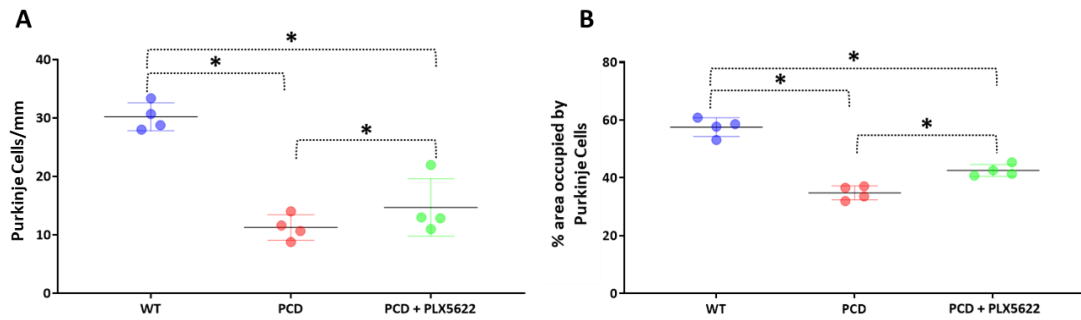 A
*
*
*
Purkinje Cells/mm
40
30
20
10
0
WT PCD PCD + PLX5622
B
*
*
*
% area occupied by
Purkinje Cells
80
60
40
20
0
WT PCD PCD + PLX5622